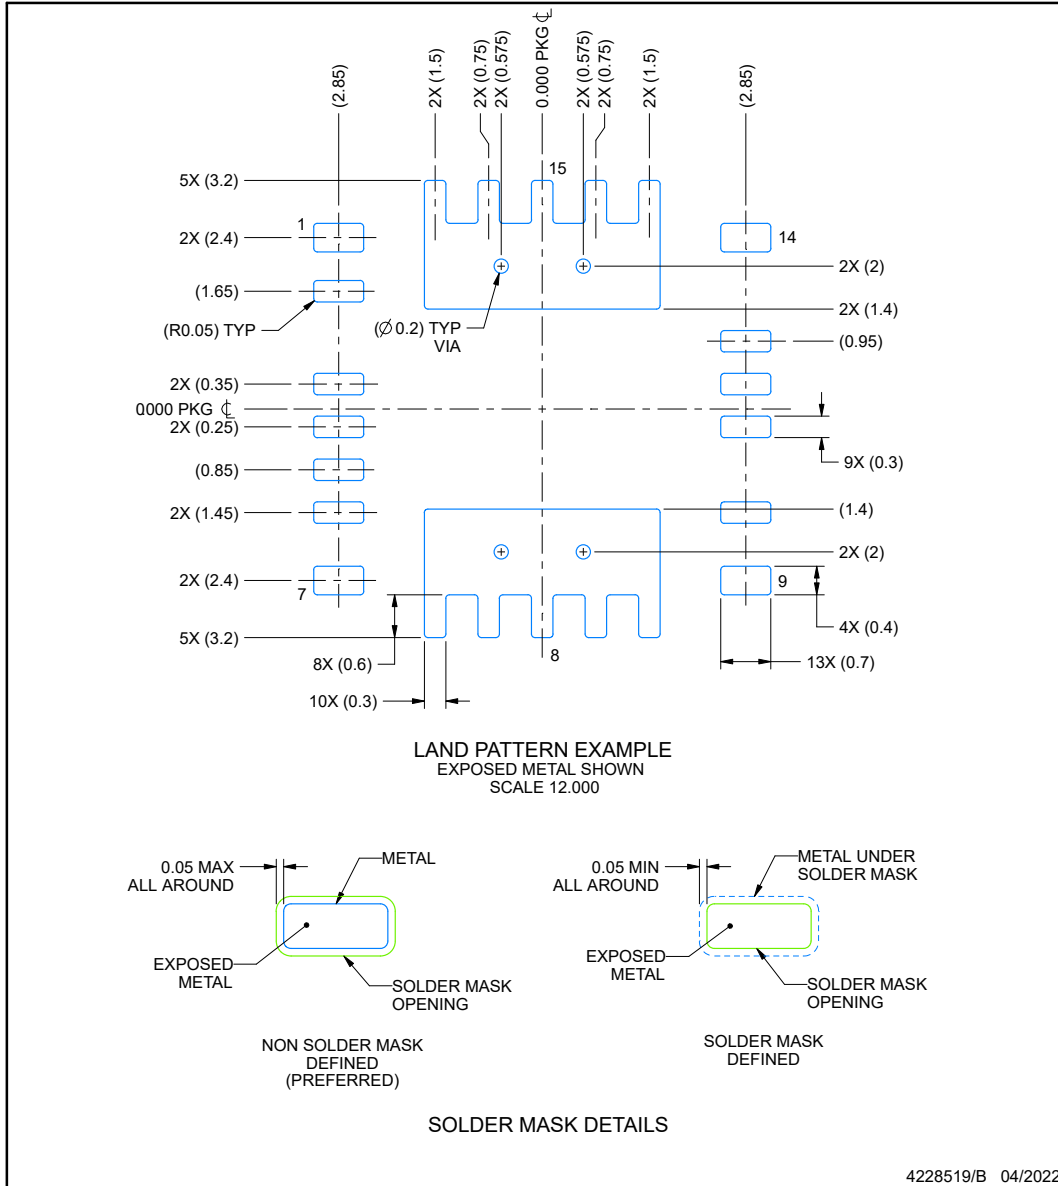 (2.85)
2X (1.5)
2X (0.75)
2X (0.575)
0.000 PKG ℄
2X (0.575)
2X (0.75)
2X (1.5)
(2.85)
5X (3.2)
15
1
2X (2.4)
14
2X (2)
(1.65)
2X (1.4)
(R0.05) TYP
(∅ 0.2) TYP
VIA
(0.95)
2X (0.35)
0.000 PKG ℄
2X (0.25)
9X (0.3)
(0.85)
2X (1.45)
(1.4)
2X (2)
2X (2.4)
7
9
4X (0.4)
5X (3.2)
8
8X (0.6)
13X (0.7)
10X (0.3)
LAND PATTERN EXAMPLE
EXPOSED METAL SHOWN
SCALE 12.000
0.05 MAX
ALL AROUND
METAL
EXPOSED
METAL
SOLDER MASK
OPENING
NON SOLDER MASK
DEFINED
(PREFERRED)
0.05 MIN
ALL AROUND
METAL UNDER
SOLDER MASK
EXPOSED
METAL
SOLDER MASK
OPENING
SOLDER MASK
DEFINED
SOLDER MASK DETAILS
4228519/B 04/2022